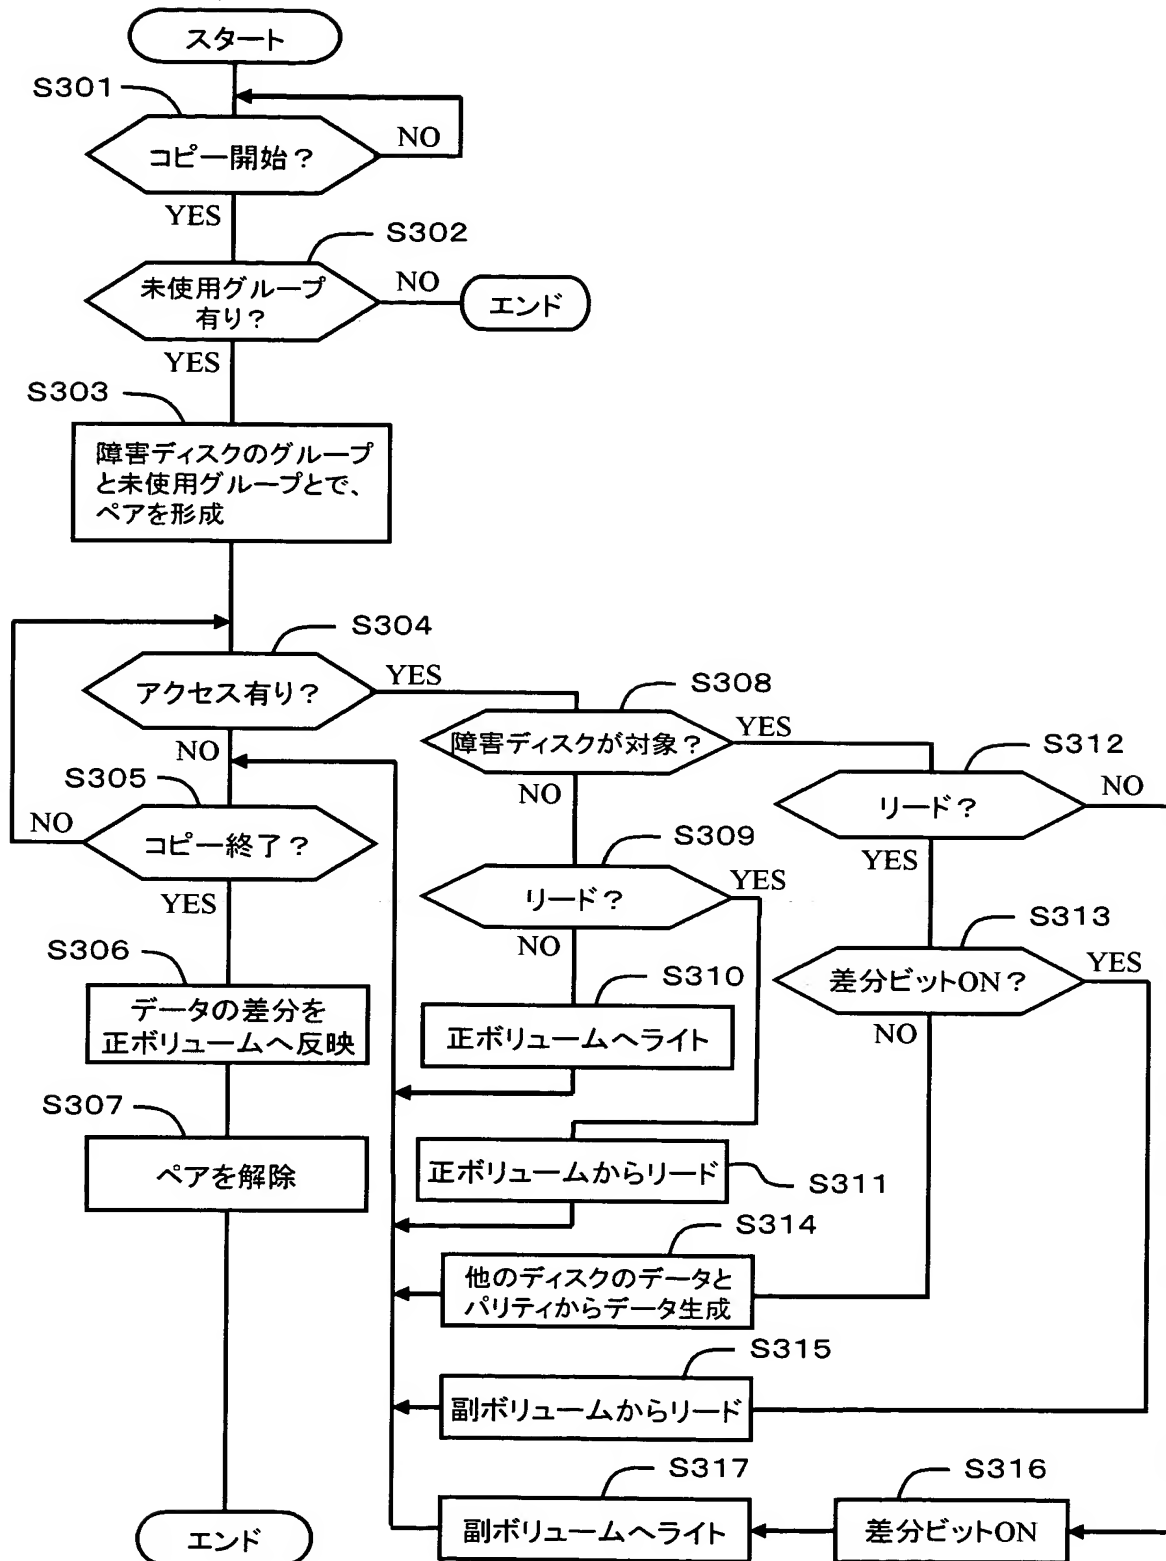 スタート
S301
コピー開始？
NO
YES
S302
未使用グループ
有り？
NO
エンド
YES
S303
障害ディスクのグループ
と未使用グループとで、
ペアを形成
S304
アクセス有り？
YES
NO
S305
コピー終了？
NO
YES
S306
データの差分を
正ボリュームへ反映
S307
ペアを解除
エンド
S308
障害ディスクが対象？
YES
NO
S309
リード？
YES
NO
S310
正ボリュームへライト
正ボリュームからリード
S311
S312
リード？
NO
YES
S313
差分ビットON？
YES
NO
S314
他のディスクのデータと
パリティからデータ生成
S315
副ボリュームからリード
S316
差分ビットON
S317
副ボリュームへライト